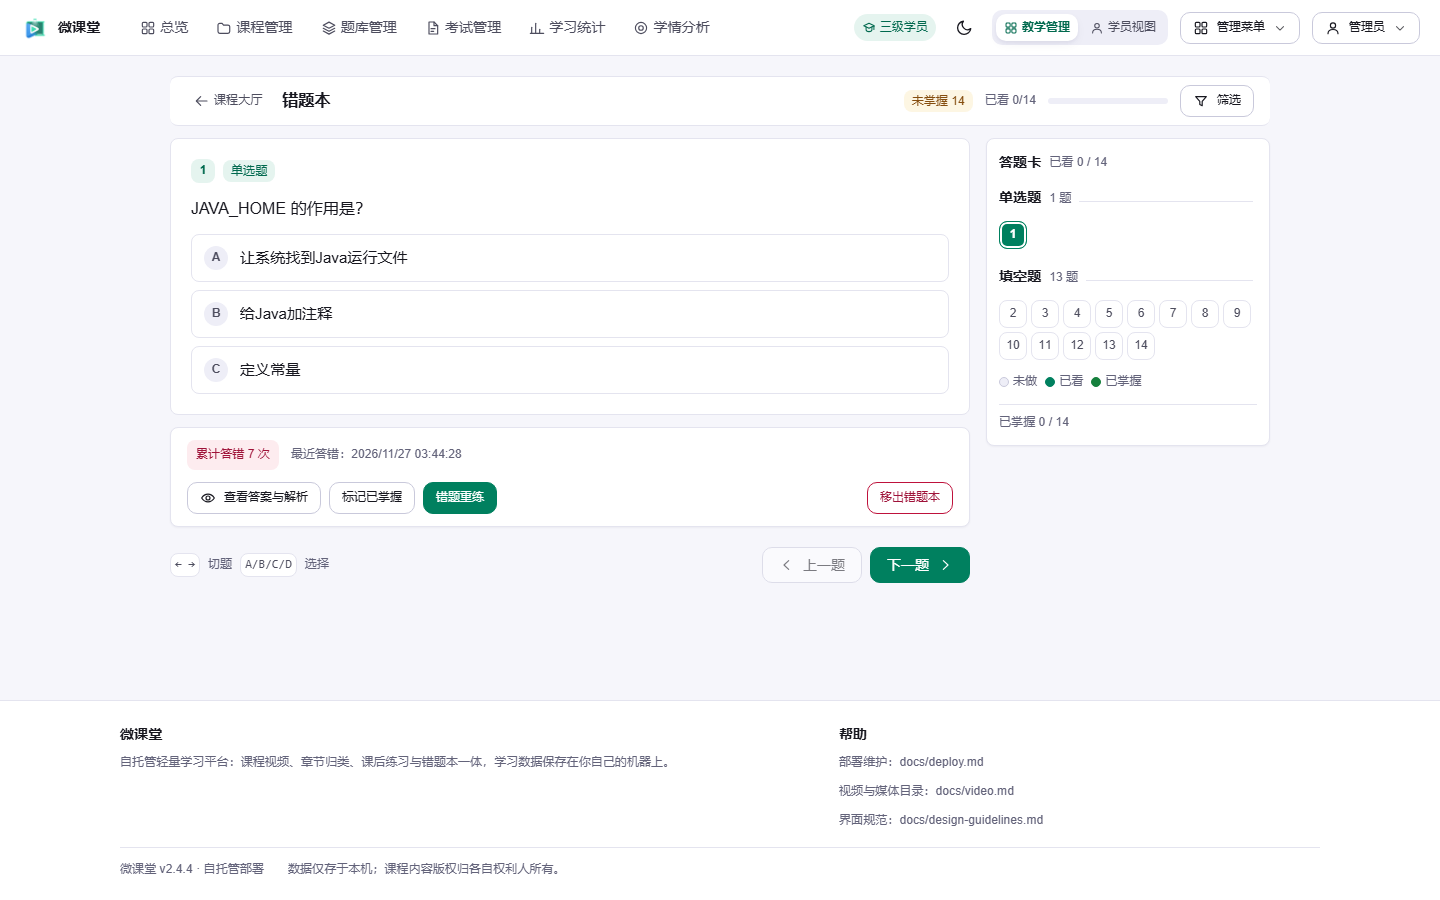 微课堂
总览
课程管理
题库管理
考试管理
学习统计
学情分析
三级学员
教学管理
学员视图
管理菜单
管理员
← 课程大厅
错题本
未掌握 14
已看 0/14
筛选
1 单选题
JAVA_HOME 的作用是?
A 让系统找到Java运行文件
B 给Java加注释
C 定义常量
累计答错 7 次 最近答错：2026/11/27 03:44:28
查看答案与解析 标记已掌握 错题重练 移出错题本
← → 切题 A/B/C/D 选择
上一题 下一题
答题卡 已看 0 / 14
单选题 1 题
1
填空题 13 题
2 3 4 5 6 7 8 9
10 11 12 13 14
未做 已看 已掌握
已掌握 0 / 14
微课堂
自托管轻量学习平台：课程视频、章节归类、课后练习与错题本一体，学习数据保存在你自己的机器上。
帮助
部署维护：docs/deploy.md
视频与媒体目录：docs/video.md
界面规范：docs/design-guidelines.md
微课堂 v2.4.4 · 自托管部署 数据仅存于本机；课程内容版权归各自权利人所有。